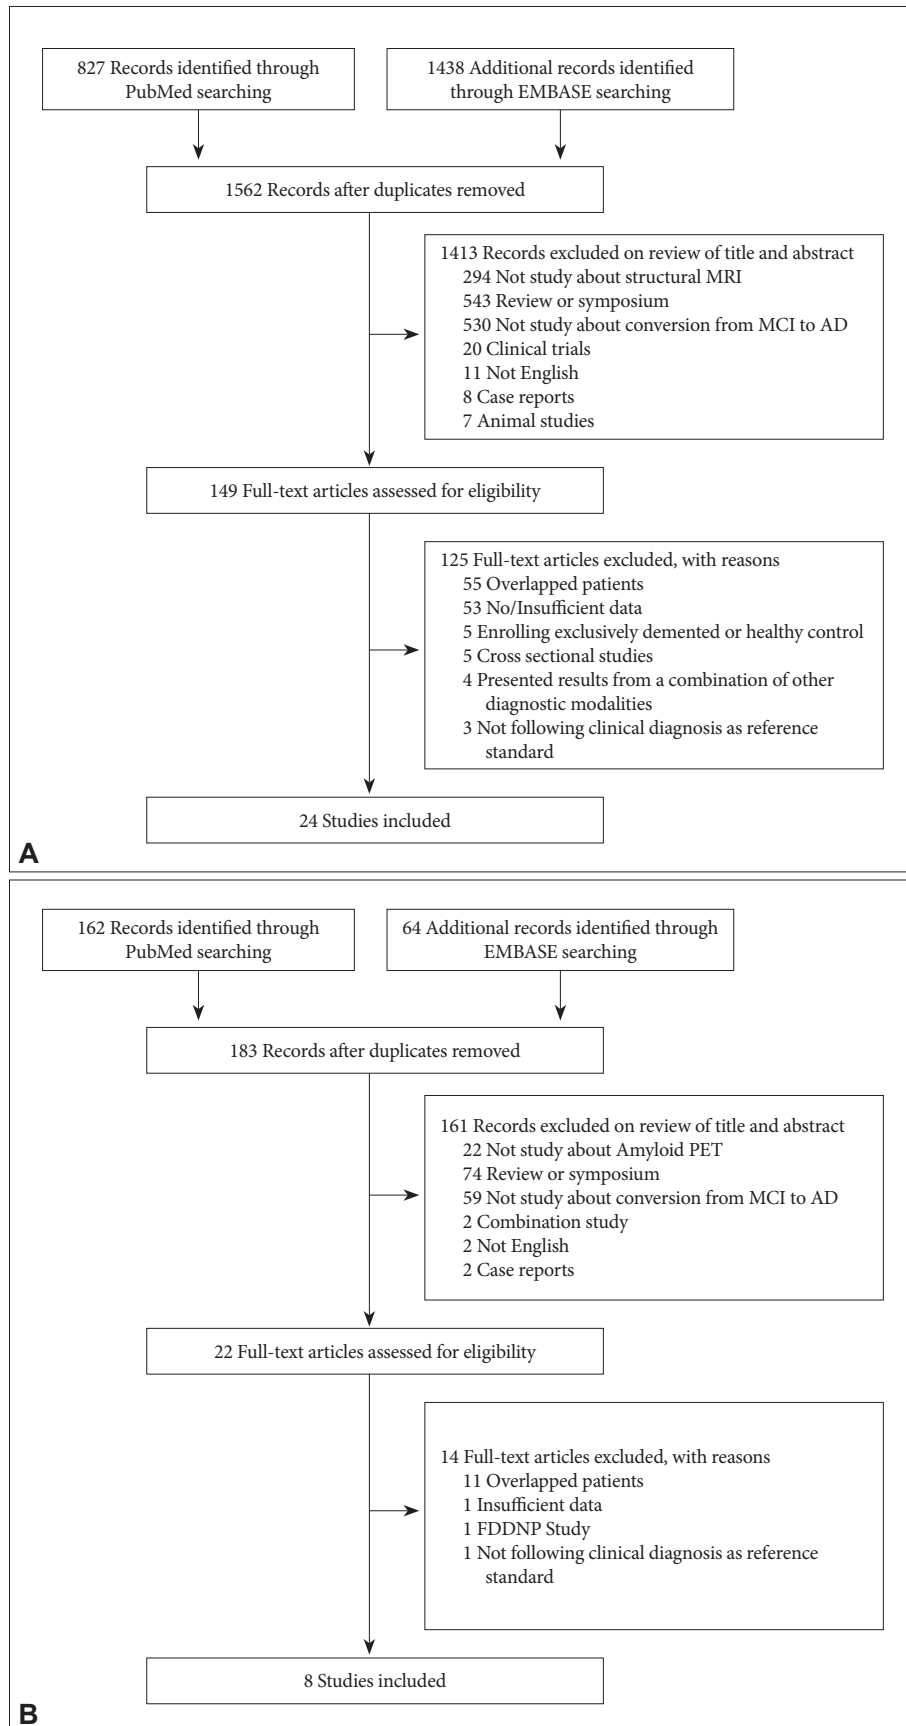 827 Records identified through
PubMed searching
1438 Additional records identified
through EMBASE searching
1562 Records after duplicates removed
1413 Records excluded on review of title and abstract
294 Not study about structural MRI
543 Review or symposium
530 Not study about conversion from MCI to AD
20 Clinical trials
11 Not English
8 Case reports
7 Animal studies
149 Full-text articles assessed for eligibility
125 Full-text articles excluded, with reasons
55 Overlapped patients
53 No/Insufficient data
5 Enrolling exclusively demented or healthy control
5 Cross sectional studies
4 Presented results from a combination of other
diagnostic modalities
3 Not following clinical diagnosis as reference
standard
24 Studies included
A
162 Records identified through
PubMed searching
64 Additional records identified through
EMBASE searching
183 Records after duplicates removed
161 Records excluded on review of title and abstract
22 Not study about Amyloid PET
74 Review or symposium
59 Not study about conversion from MCI to AD
2 Combination study
2 Not English
2 Case reports
22 Full-text articles assessed for eligibility
14 Full-text articles excluded, with reasons
11 Overlapped patients
1 Insufficient data
1 FDDNP Study
1 Not following clinical diagnosis as reference
standard
8 Studies included
B